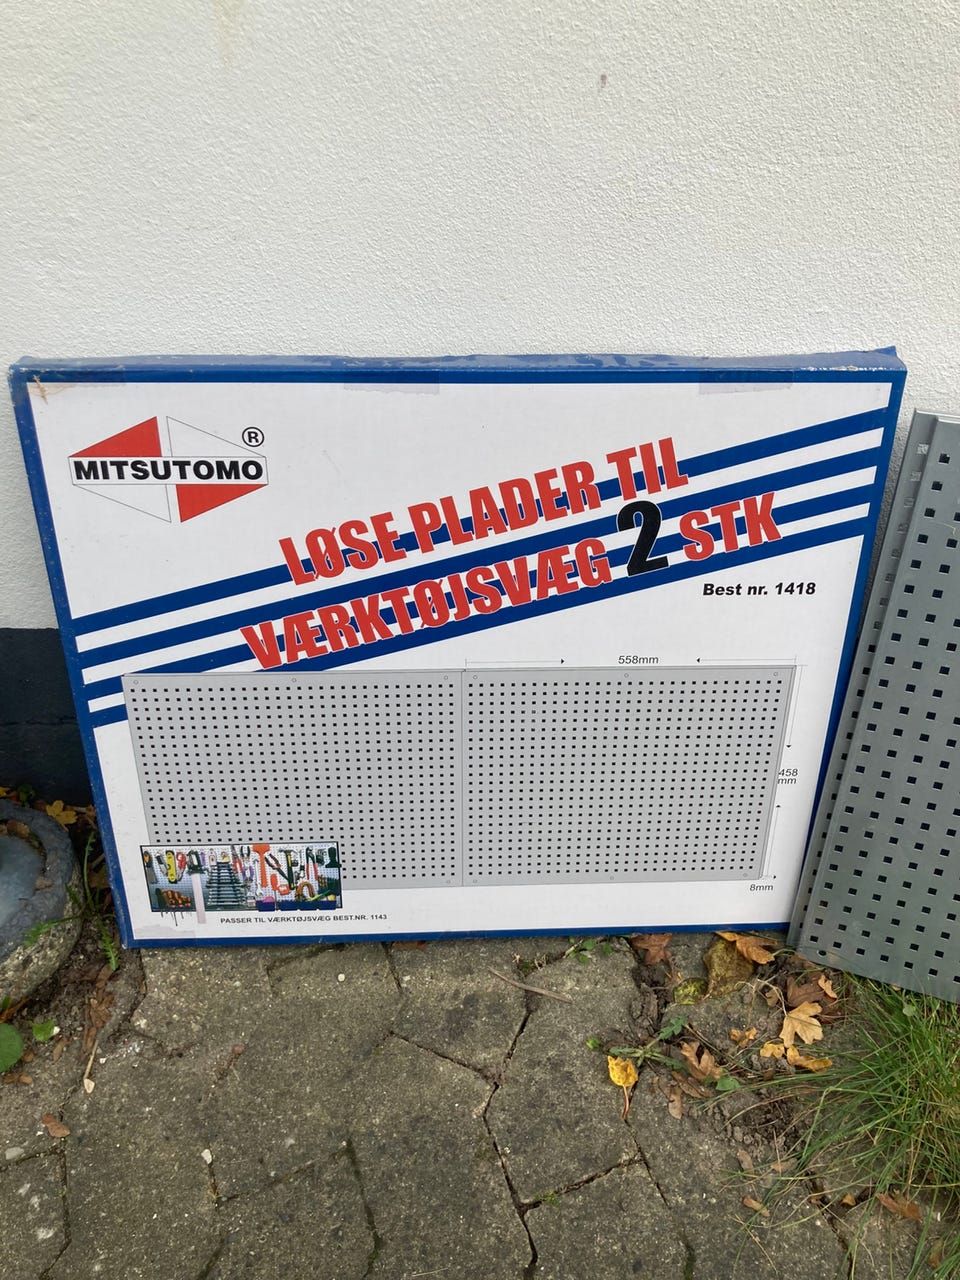 MITSUTOMO ®
LØSE PLADER TIL
VÆRKTØJSVÆG 2 STK
Best nr. 1418
558mm
458
mm
8mm
PASSER TIL VÆRKTØJSVÆG BEST.NR. 1143